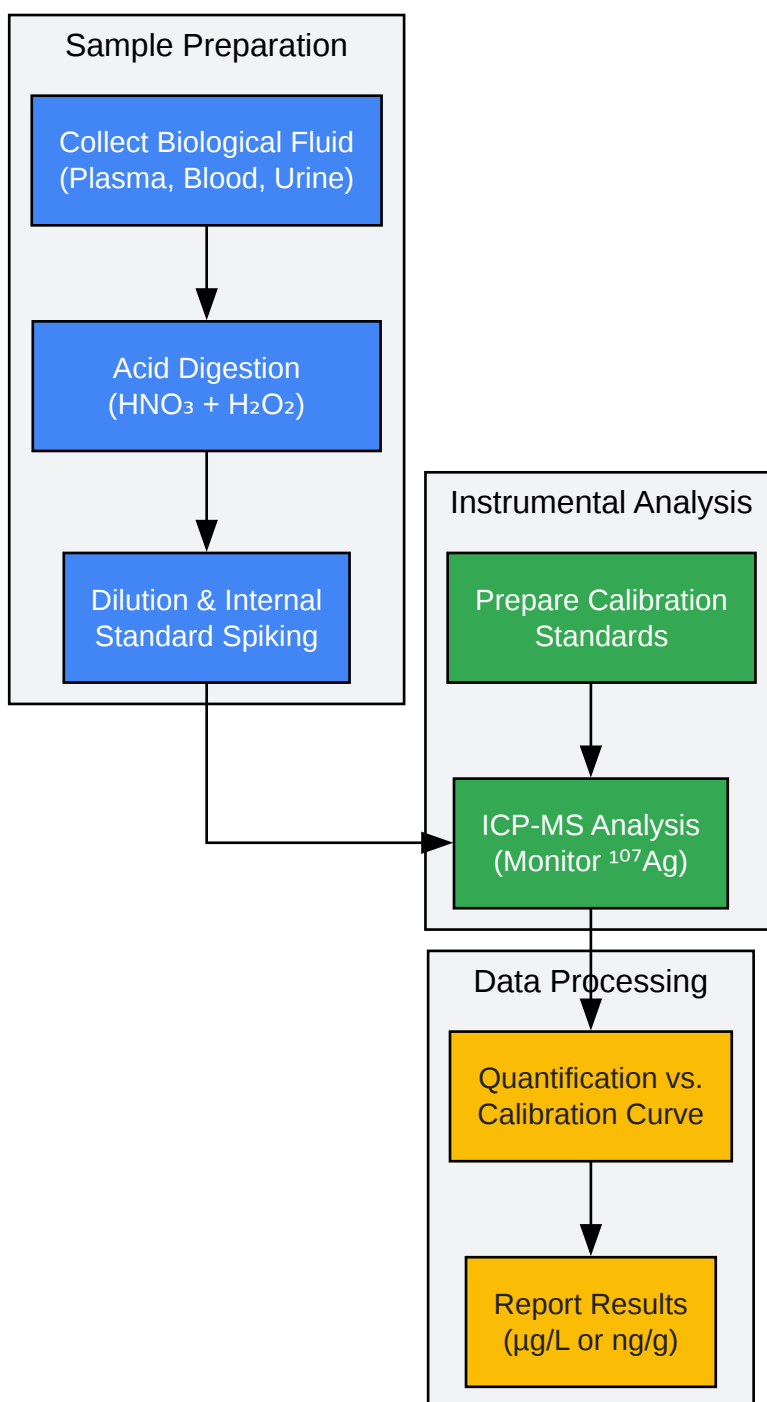 Sample Preparation
Collect Biological Fluid
(Plasma, Blood, Urine)
Acid Digestion
(HNO₃ + H₂O₂)
Dilution & Internal
Standard Spiking
Instrumental Analysis
Prepare Calibration
Standards
ICP-MS Analysis
(Monitor ¹⁰⁷Ag)
Data Processing
Quantification vs.
Calibration Curve
Report Results
(µg/L or ng/g)